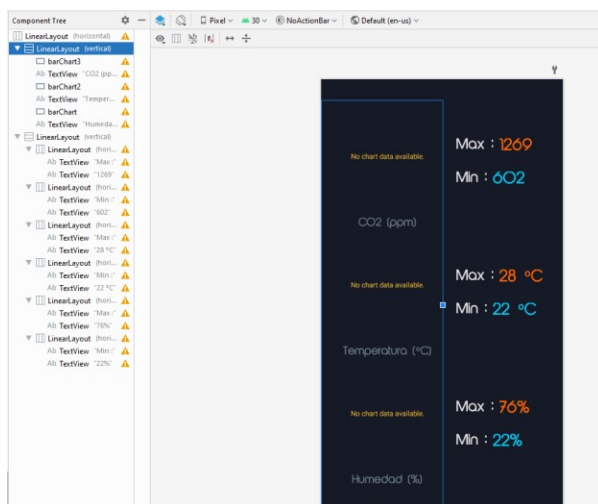 Component Tree
Pixel 30 NoActionBar Default (en-us)
LinearLayout (horizontal)
LinearLayout (vertical)
barChart3
Ab TextView "CO2 (pp...
barChart2
Ab TextView "Temper...
barChart
Ab TextView "Humeda...
LinearLayout (vertical)
LinearLayout (hori...
Ab TextView "Max :"
Ab TextView "1269"
LinearLayout (hori...
Ab TextView "Min :"
Ab TextView "602"
LinearLayout (hori...
Ab TextView "Max :"
Ab TextView "28 °C"
LinearLayout (hori...
Ab TextView "Min :"
Ab TextView "22 °C"
LinearLayout (hori...
Ab TextView "Max :"
Ab TextView "76%"
LinearLayout (hori...
Ab TextView "Min :"
Ab TextView "22%"
No chart data available.
Max : 1269
Min : 602
CO2 (ppm)
No chart data available.
Max : 28 ºC
Min : 22 ºC
Temperatura (ºC)
No chart data available.
Max : 76%
Min : 22%
Humedad (%)